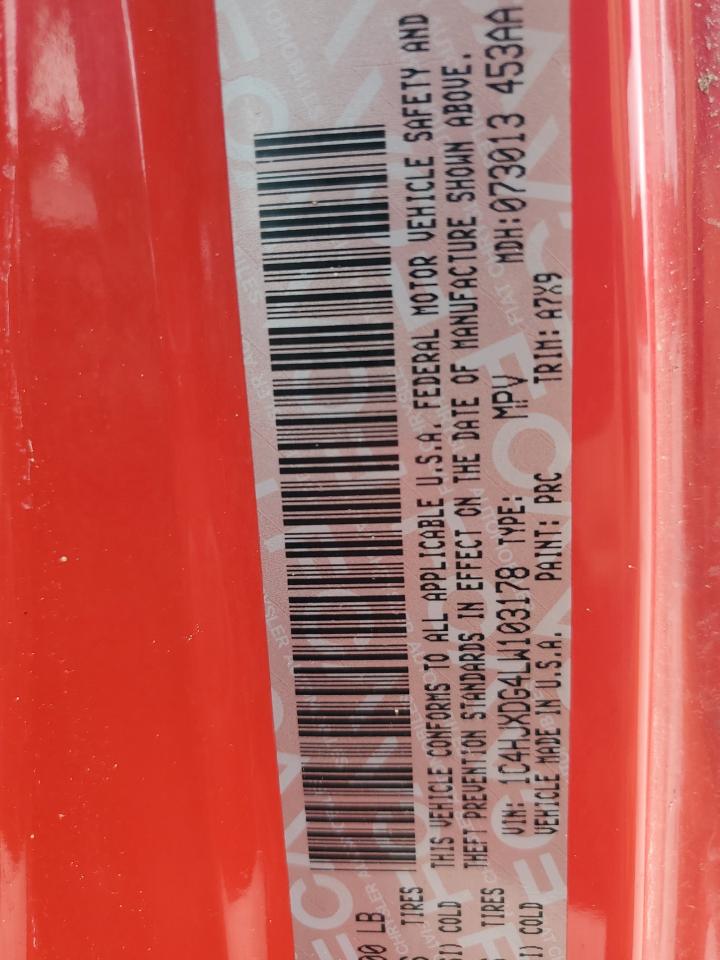 THIS VEHICLE CONFORMS TO ALL APPLICABLE U.S.A. FEDERAL MOTOR VEHICLE SAFETY AND
THEFT PREVENTION STANDARDS IN EFFECT ON THE DATE OF MANUFACTURE SHOWN ABOVE.
VIN: 1C4HJXDG4LW103178 TYPE: MPV MDH:073013 453AA
VEHICLE MADE IN U.S.A. PAINT: PRC TRIM: A7X9
00 LB
TIRES
COLD
TIRES
COLD